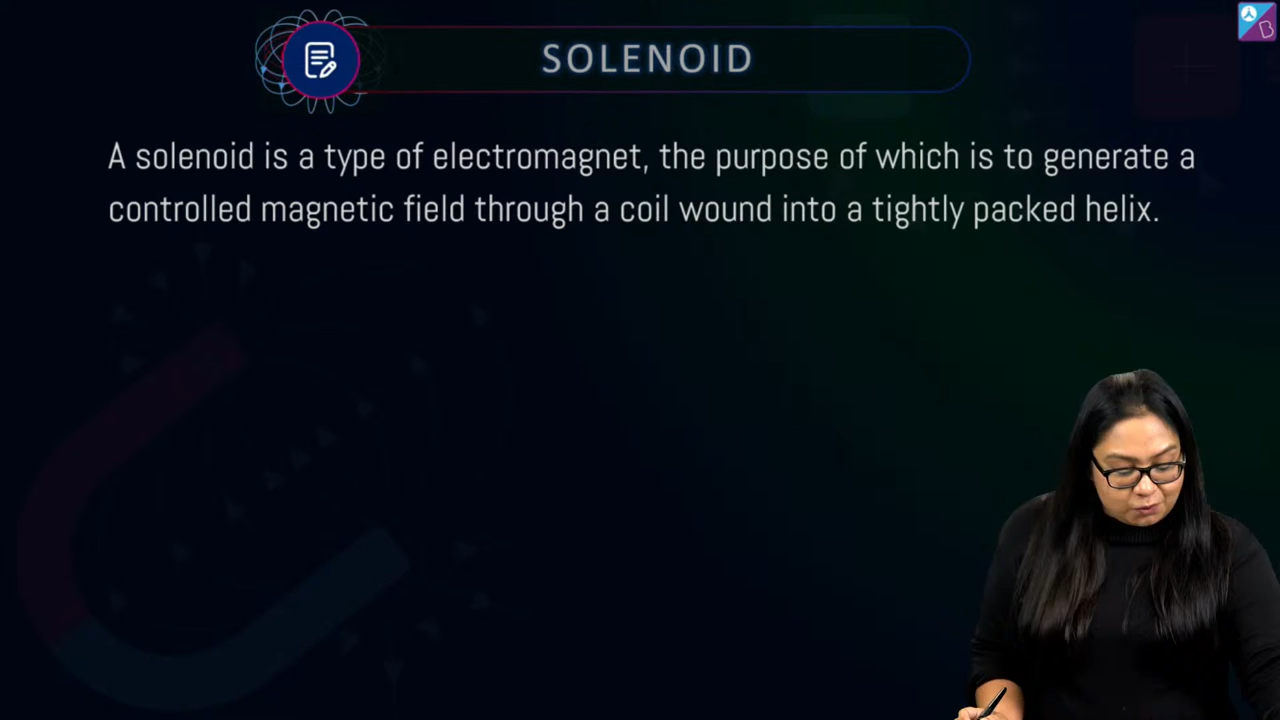 SOLENOID
A solenoid is a type of electromagnet, the purpose of which is to generate a
controlled magnetic field through a coil wound into a tightly packed helix.
B